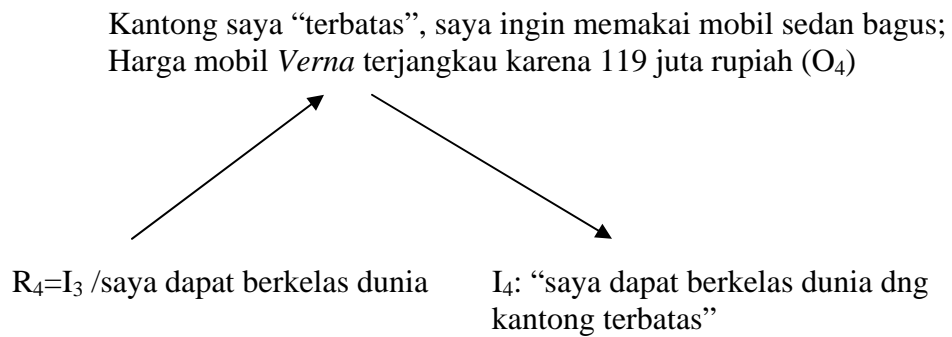 Kantong saya “terbatas”, saya ingin memakai mobil sedan bagus;
Harga mobil Verna terjangkau karena 119 juta rupiah (O₄)
R₄=I₃ /saya dapat berkelas dunia
I₄: “saya dapat berkelas dunia dng
kantong terbatas”